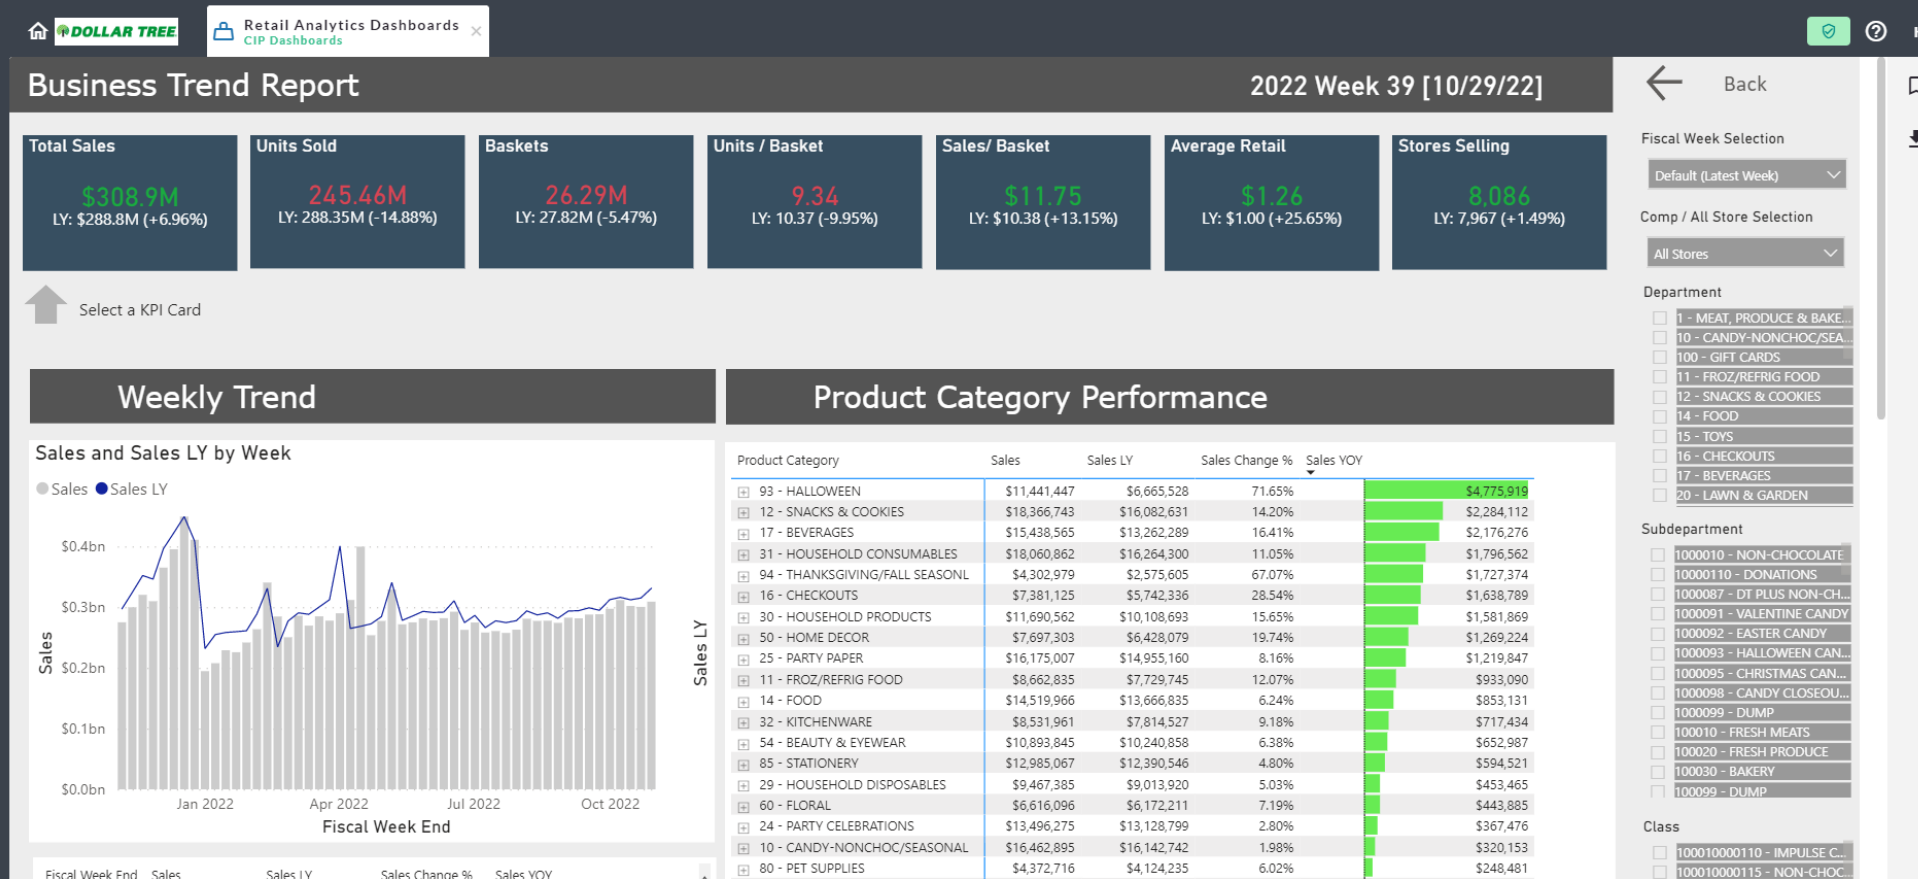 DOLLAR TREE
Retail Analytics Dashboards
CIP Dashboards
Business Trend Report
2022 Week 39 [10/29/22]
Back
Total Sales
$308.9M
LY: $288.8M (+6.96%)
Units Sold
245.46M
LY: 288.35M (-14.88%)
Baskets
26.29M
LY: 27.82M (-5.47%)
Units / Basket
9.34
LY: 10.37 (-9.95%)
Sales/ Basket
$11.75
LY: $10.38 (+13.15%)
Average Retail
$1.26
LY: $1.00 (+25.65%)
Stores Selling
8,086
LY: 7,967 (+1.49%)
Select a KPI Card
Weekly Trend
Sales and Sales LY by Week
Sales Sales LY
$0.4bn
$0.3bn
$0.2bn
$0.1bn
$0.0bn
Sales
Sales LY
Jan 2022 Apr 2022 Jul 2022 Oct 2022
Fiscal Week End
Fiscal Week End Sales Sales LY Sales Change % Sales YOY
Product Category Performance
Product Category Sales Sales LY Sales Change % Sales YOY
93 - HALLOWEEN $11,441,447 $6,665,528 71.65% $4,775,919
12 - SNACKS & COOKIES $18,366,743 $16,082,631 14.20% $2,284,112
17 - BEVERAGES $15,438,565 $13,262,289 16.41% $2,176,276
31 - HOUSEHOLD CONSUMABLES $18,060,862 $16,264,300 11.05% $1,796,562
94 - THANKSGIVING/FALL SEASONL $4,302,979 $2,575,605 67.07% $1,727,374
16 - CHECKOUTS $7,381,125 $5,742,336 28.54% $1,638,789
30 - HOUSEHOLD PRODUCTS $11,690,562 $10,108,693 15.65% $1,581,869
50 - HOME DECOR $7,697,303 $6,428,079 19.74% $1,269,224
25 - PARTY PAPER $16,175,007 $14,955,160 8.16% $1,219,847
11 - FROZ/REFRIG FOOD $8,662,835 $7,729,745 12.07% $933,090
14 - FOOD $14,519,966 $13,666,835 6.24% $853,131
32 - KITCHENWARE $8,531,961 $7,814,527 9.18% $717,434
54 - BEAUTY & EYEWEAR $10,893,845 $10,240,858 6.38% $652,987
85 - STATIONERY $12,985,067 $12,390,546 4.80% $594,521
29 - HOUSEHOLD DISPOSABLES $9,467,385 $9,013,920 5.03% $453,465
60 - FLORAL $6,616,096 $6,172,211 7.19% $443,885
24 - PARTY CELEBRATIONS $13,496,275 $13,128,799 2.80% $367,476
10 - CANDY-NONCHOC/SEASONAL $16,462,895 $16,142,742 1.98% $320,153
80 - PET SUPPLIES $4,372,716 $4,124,235 6.02% $248,481
Fiscal Week Selection
Default (Latest Week)
Comp / All Store Selection
All Stores
Department
1 - MEAT, PRODUCE & BAKE...
10 - CANDY-NONCHOC/SEA...
100 - GIFT CARDS
11 - FROZ/REFRIG FOOD
12 - SNACKS & COOKIES
14 - FOOD
15 - TOYS
16 - CHECKOUTS
17 - BEVERAGES
20 - LAWN & GARDEN
Subdepartment
1000010 - NON-CHOCOLATE
10000110 - DONATIONS
1000087 - DT PLUS NON-CH...
1000091 - VALENTINE CANDY
1000092 - EASTER CANDY
1000093 - HALLOWEEN CAN...
1000095 - CHRISTMAS CAN...
1000098 - CANDY CLOSEOU...
1000099 - DUMP
100010 - FRESH MEATS
100020 - FRESH PRODUCE
100030 - BAKERY
100099 - DUMP
Class
100010000110 - IMPULSE C...
100010000115 - NON-CHOC...